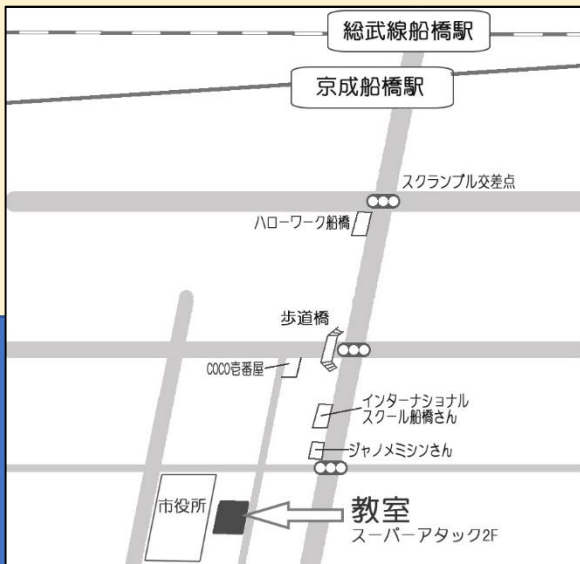 総武線船橋駅
京成船橋駅
スクランブル交差点
ハローワーク船橋
歩道橋
COCO壱番屋
インターナショナル
スクール船橋さん
ジャノメミシンさん
市役所
教室
スーパーアタック2F